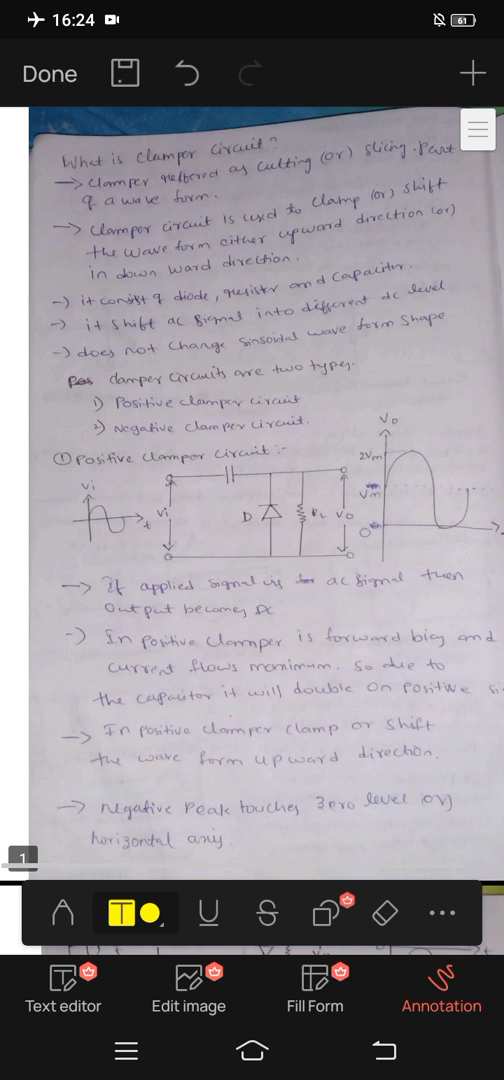 16:24
61
Done
What is Clamper Circuit?
→ Clamper reffered as cutting (or) slicing. Part
of a wave form.
→ Clamper circuit is used to clamp (or) shift
the wave form either upward direction (or)
in down ward direction.
→ it consist of diode, resister and capacitor.
→ it shift ac signal into different dc level
→ does not change sinsoidal wave form shape
clamper circuits are two types.
1) Positive clamper circuit
2) Negative clamper circuit.
① Positive clamper circuit :-
Vi
t
Vi
D
RL
Vo
Vo
2Vm
Vm
0
→ If applied signal is ac signal then
output becomes DC
→ In positive clamper is forward bias and
current flows So due to
the capacitor it will double on positive si
→ In positive clamper clamp or shift
the wave form upward direction.
→ Negative peak touches zero level or)
horizontal axis.
1
T
U
S
Text editor
Edit image
Fill Form
Annotation